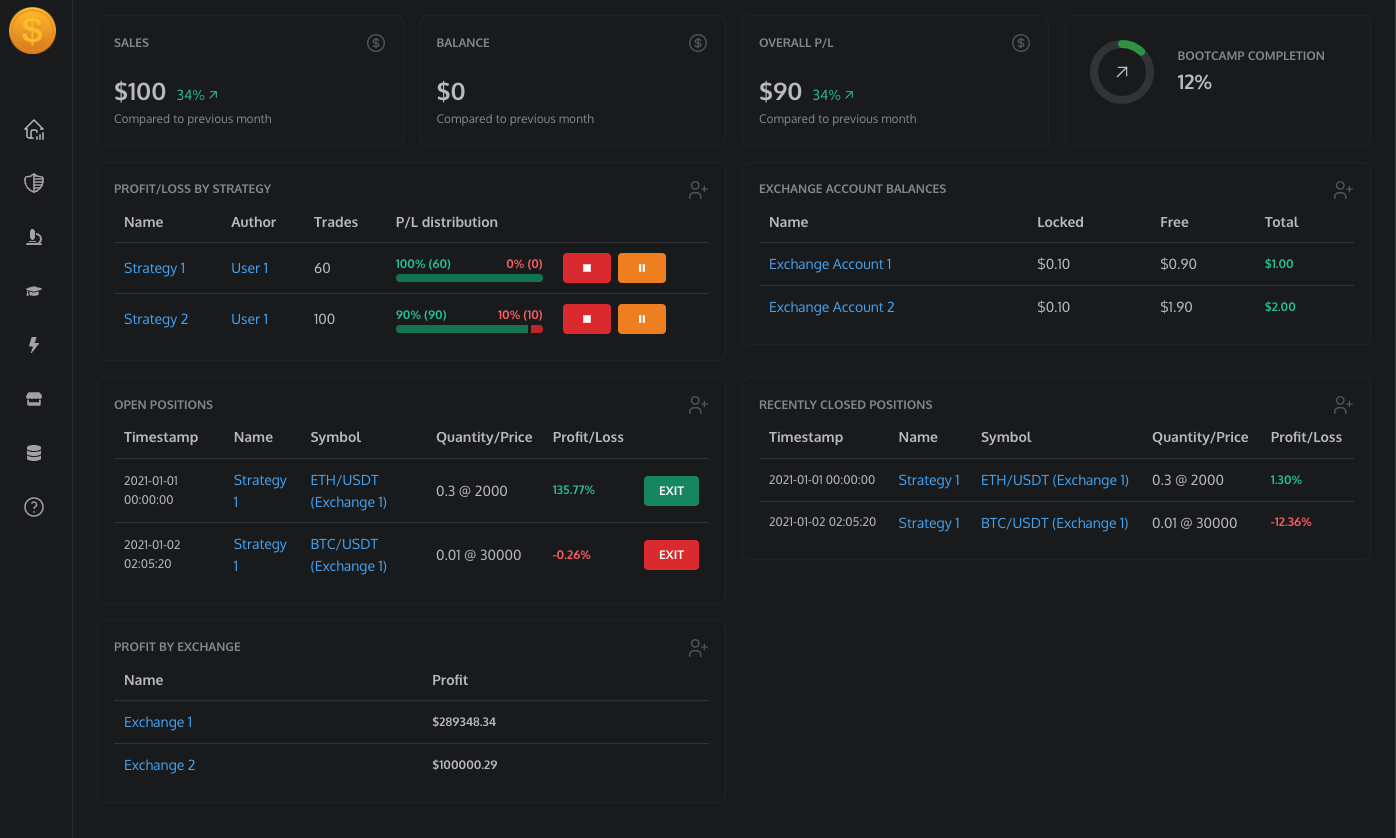 SALES
$100 34%
Compared to previous month
BALANCE
$0
Compared to previous month
OVERALL P/L
$90 34%
Compared to previous month
BOOTCAMP COMPLETION
12%
PROFIT/LOSS BY STRATEGY
Name Author Trades P/L distribution
Strategy 1 User 1 60 100% (60) 0% (0)
Strategy 2 User 1 100 90% (90) 10% (10)
EXCHANGE ACCOUNT BALANCES
Name Locked Free Total
Exchange Account 1 $0.10 $0.90 $1.00
Exchange Account 2 $0.10 $1.90 $2.00
OPEN POSITIONS
Timestamp Name Symbol Quantity/Price Profit/Loss
2021-01-01 Strategy ETH/USDT 0.3 @ 2000 135.77% EXIT
00:00:00 1 (Exchange 1)
2021-01-02 Strategy BTC/USDT 0.01 @ 30000 -0.26% EXIT
02:05:20 1 (Exchange 1)
RECENTLY CLOSED POSITIONS
Timestamp Name Symbol Quantity/Price Profit/Loss
2021-01-01 00:00:00 Strategy 1 ETH/USDT (Exchange 1) 0.3 @ 2000 1.30%
2021-01-02 02:05:20 Strategy 1 BTC/USDT (Exchange 1) 0.01 @ 30000 -12.36%
PROFIT BY EXCHANGE
Name Profit
Exchange 1 $289348.34
Exchange 2 $100000.29